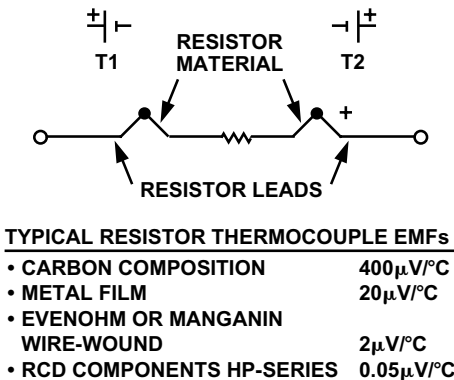 + +
T1 RESISTOR T2
MATERIAL
+
RESISTOR LEADS
TYPICAL RESISTOR THERMOCOUPLE EMFs
• CARBON COMPOSITION 400µV/°C
• METAL FILM 20µV/°C
• EVENOHM OR MANGANIN
WIRE-WOUND 2µV/°C
• RCD COMPONENTS HP-SERIES 0.05µV/°C